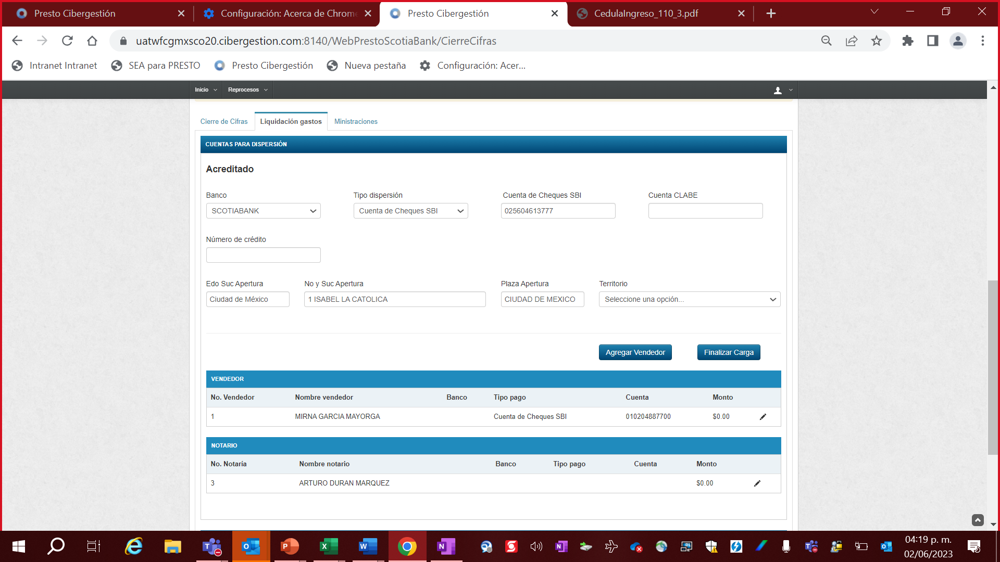 Presto Cibergestión
Configuración: Acerca de Chrome
Presto Cibergestión
CedulaIngreso_110_3.pdf
uatwfcgmxsco20.cibergestion.com:8140/WebPrestoScotiaBank/CierreCifras
Intranet Intranet
SEA para PRESTO
Presto Cibergestión
Nueva pestaña
Configuración: Acer...
Inicio
Reprocesos
Cierre de Cifras
Liquidación gastos
Ministraciones
CUENTAS PARA DISPERSIÓN
Acreditado
Banco Tipo dispersión Cuenta de Cheques SBI Cuenta CLABE
SCOTIABANK Cuenta de Cheques SBI 025604613777
Número de crédito
Edo Suc Apertura No y Suc Apertura Plaza Apertura Territorio
Ciudad de México 1 ISABEL LA CATOLICA CIUDAD DE MEXICO Seleccione una opción...
Agregar Vendedor Finalizar Carga
VENDEDOR
No. Vendedor Nombre vendedor Banco Tipo pago Cuenta Monto
1 MIRNA GARCIA MAYORGA Cuenta de Cheques SBI 010204887700 $0.00
NOTARIO
No. Notaría Nombre notario Banco Tipo pago Cuenta Monto
3 ARTURO DURAN MARQUEZ $0.00
04:19 p. m.
02/06/2023